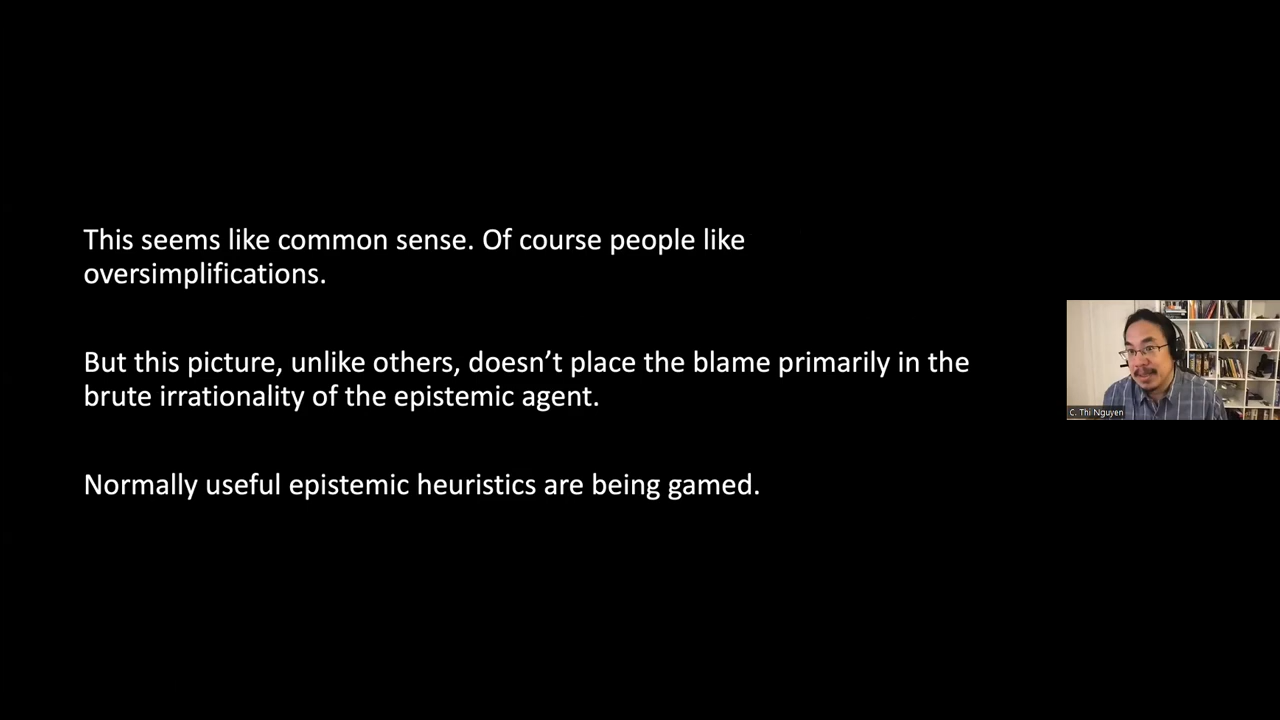 This seems like common sense. Of course people like
oversimplifications.
But this picture, unlike others, doesn’t place the blame primarily in the
brute irrationality of the epistemic agent.
Normally useful epistemic heuristics are being gamed.
C. Thi Nguyen